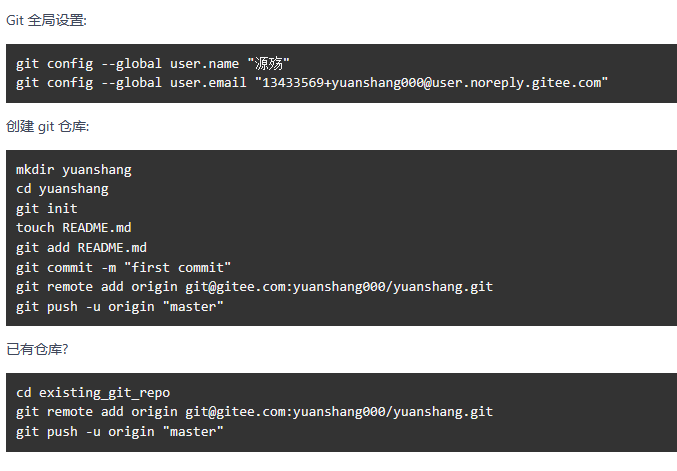 Git 全局设置:
git config --global user.name "源殇"
git config --global user.email "13433569+yuanshang000@user.noreply.gitee.com"
创建 git 仓库:
mkdir yuanshang
cd yuanshang
git init
touch README.md
git add README.md
git commit -m "first commit"
git remote add origin git@gitee.com:yuanshang000/yuanshang.git
git push -u origin "master"
已有仓库?
cd existing_git_repo
git remote add origin git@gitee.com:yuanshang000/yuanshang.git
git push -u origin "master"